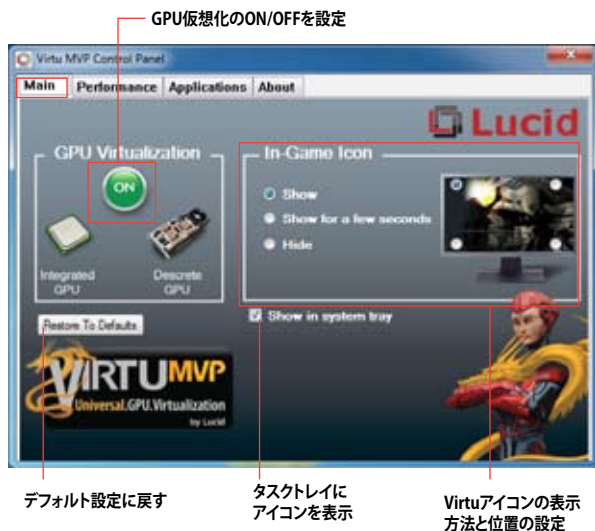 GPU仮想化のON/OFFを設定
Virtu MVP Control Panel
Main Performance Applications About
Lucid
GPU Virtualization
In-Game Icon
ON
Show
Show for a few seconds
Hide
Integrated
GPU
Descrete
GPU
Restore To Defaults
Show in system tray
VIRTU MVP
Universal.GPU.Virtualization
by Lucid
デフォルト設定に戻す
タスクトレイに
アイコンを表示
Virtuアイコンの表示
方法と位置の設定